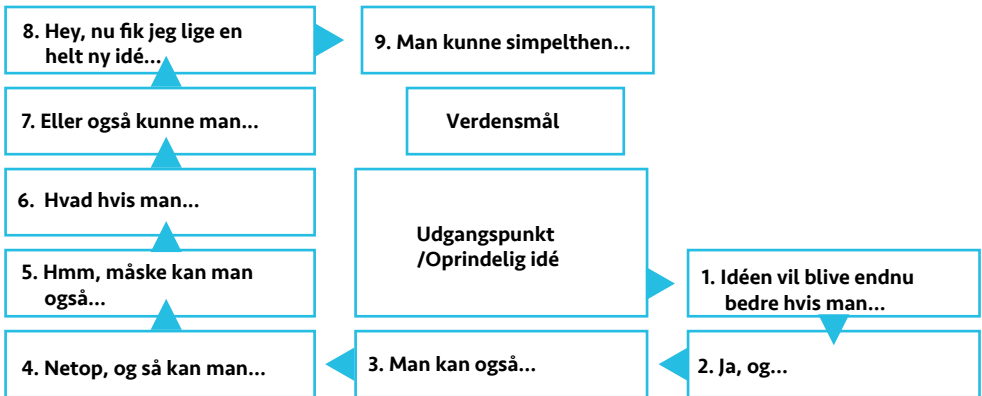 8. Hey, nu fik jeg lige en
helt ny idé...
9. Man kunne simpelthen...
7. Eller også kunne man...
Verdensmål
6. Hvad hvis man...
Udgangspunkt
/Oprindelig idé
5. Hmm, måske kan man
også...
1. Idéen vil blive endnu
bedre hvis man...
4. Netop, og så kan man...
3. Man kan også...
2. Ja, og...